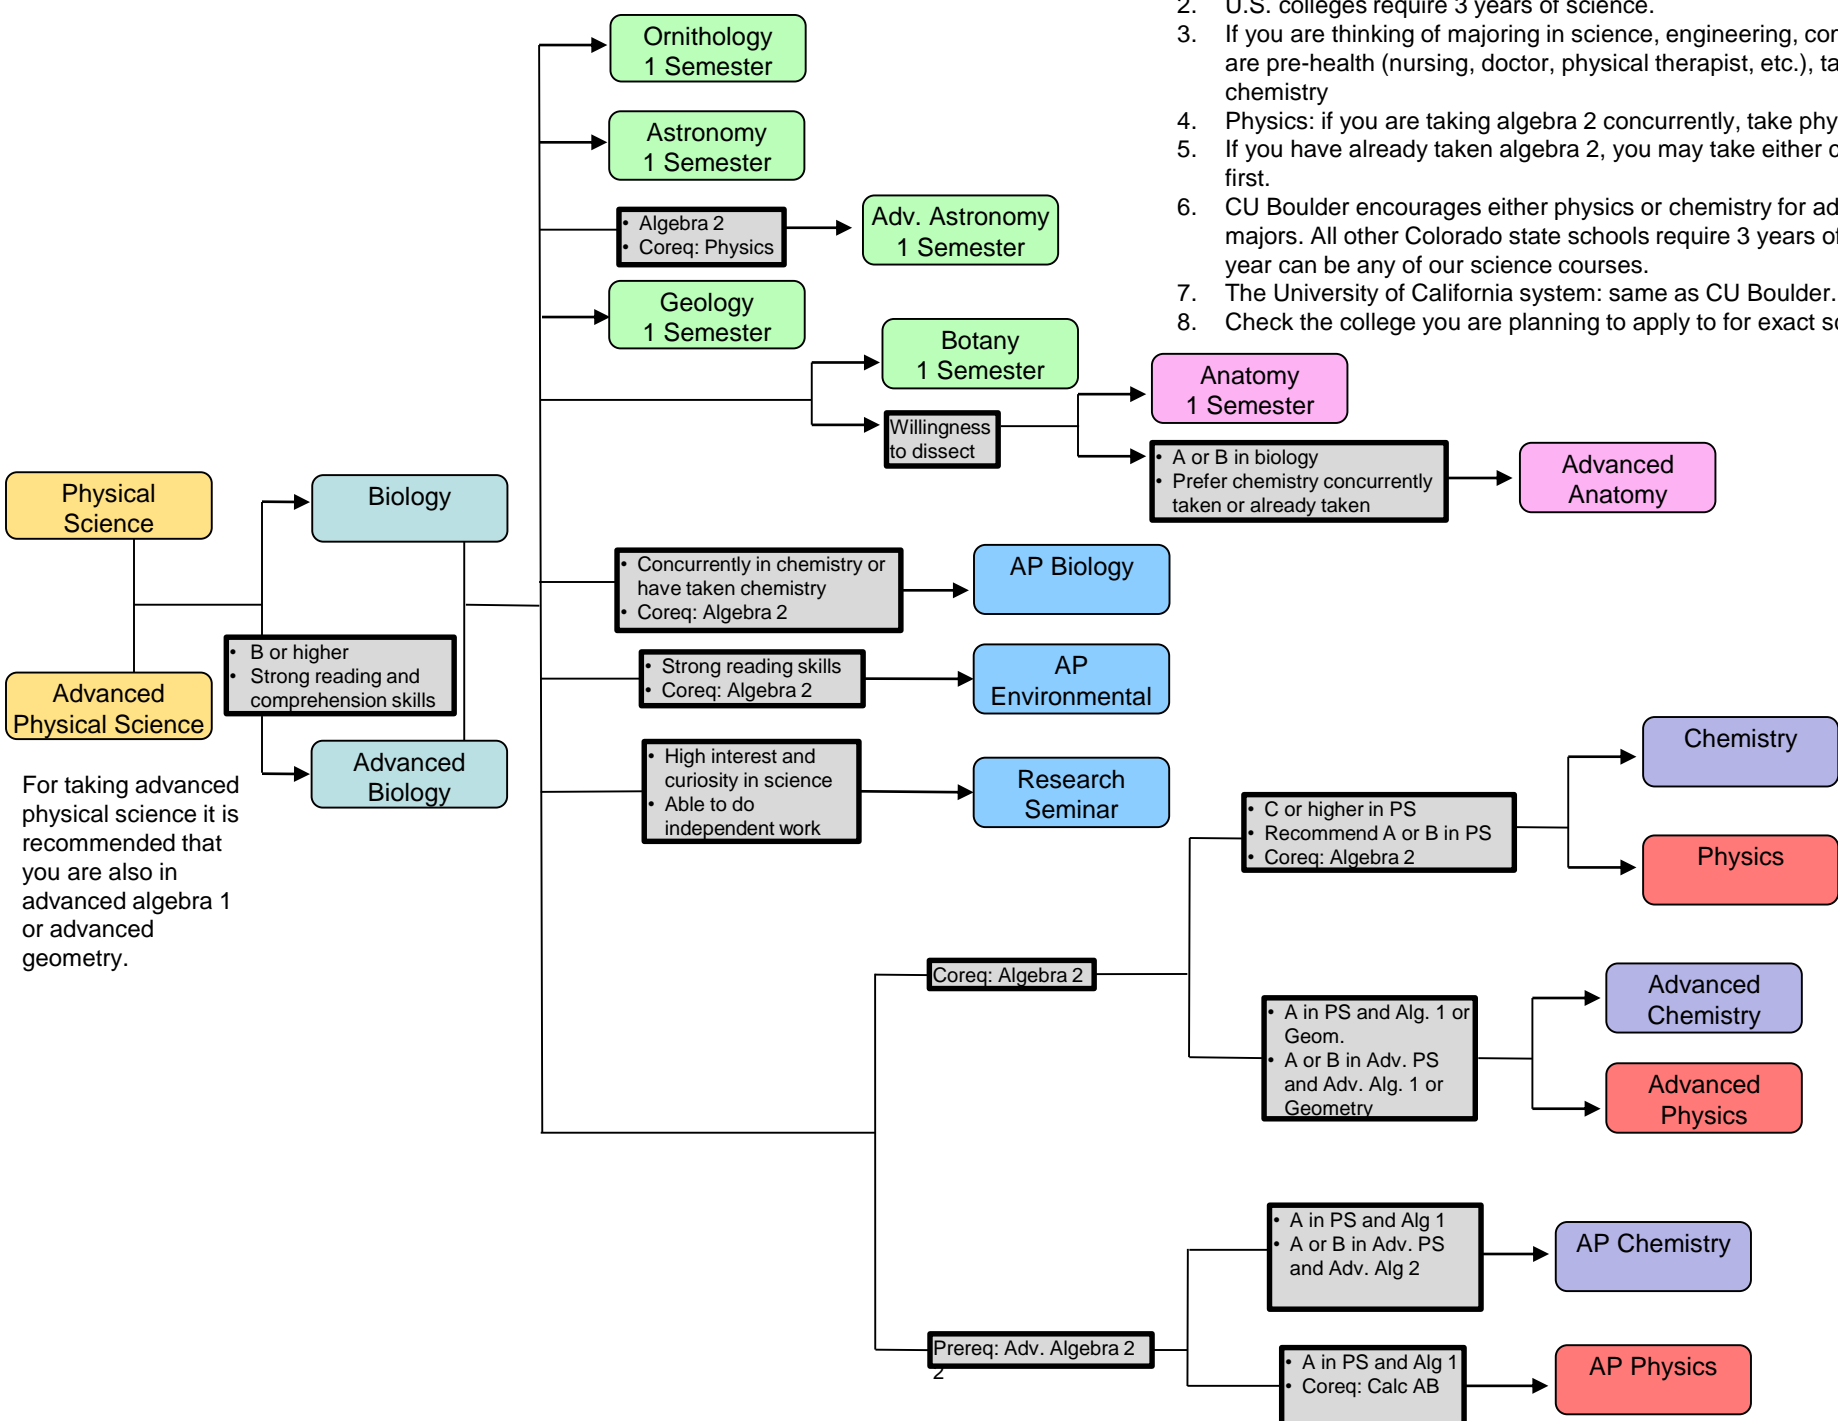 2. U.S. colleges require 3 years of science.
3. If you are thinking of majoring in science, engineering,
are pre-health (nursing, doctor, physical therapist, etc.),
chemistry
4. Physics: if you are taking algebra 2 concurrently, take
5. If you have already taken algebra 2, you may take either
first.
6. CU Boulder encourages either physics or chemistry for
majors. All other Colorado state schools require 3 years
year can be any of our science courses.
7. The University of California system: same as CU Boulder.
8. Check the college you are planning to apply to for exact
Ornithology
1 Semester
Astronomy
1 Semester
• Algebra 2
• Coreq: Physics
Adv. Astronomy
1 Semester
Geology
1 Semester
Botany
1 Semester
Willingness
to dissect
Anatomy
1 Semester
• A or B in biology
• Prefer chemistry concurrently
taken or already taken
Advanced
Anatomy
Physical
Science
Biology
• B or higher
• Strong reading and
comprehension skills
Advanced
Physical Science
Advanced
Biology
For taking advanced
physical science it is
recommended that
you are also in
advanced algebra 1
or advanced
geometry.
• Concurrently in chemistry or
have taken chemistry
• Coreq: Algebra 2
AP Biology
• Strong reading skills
• Coreq: Algebra 2
AP
Environmental
• High interest and
curiosity in science
• Able to do
independent work
Research
Seminar
• C or higher in PS
• Recommend A or B in PS
• Coreq: Algebra 2
Chemistry
Physics
Coreq: Algebra 2
• A in PS and Alg. 1 or
Geom.
• A or B in Adv. PS
and Adv. Alg. 1 or
Geometry
Advanced
Chemistry
Advanced
Physics
• A in PS and Alg 1
• A or B in Adv. PS
and Adv. Alg 2
AP Chemistry
Prereq: Adv. Algebra 2
2
• A in PS and Alg 1
• Coreq: Calc AB
AP Physics